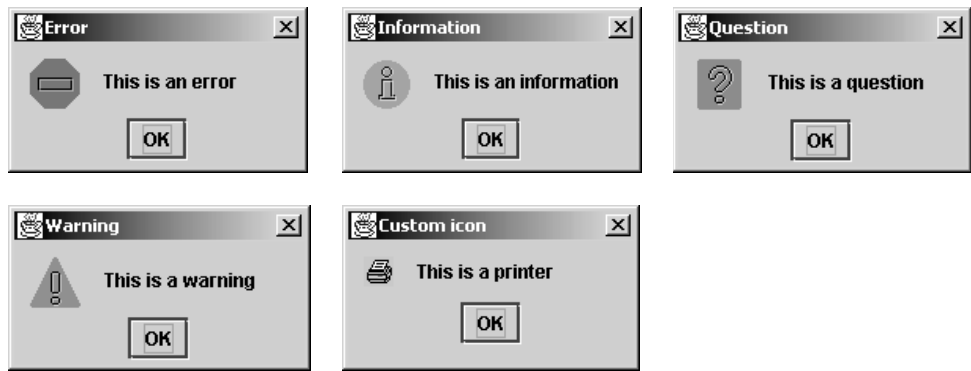 Error
This is an error
OK
Information
This is an information
OK
Question
This is a question
OK
Warning
This is a warning
OK
Custom icon
This is a printer
OK